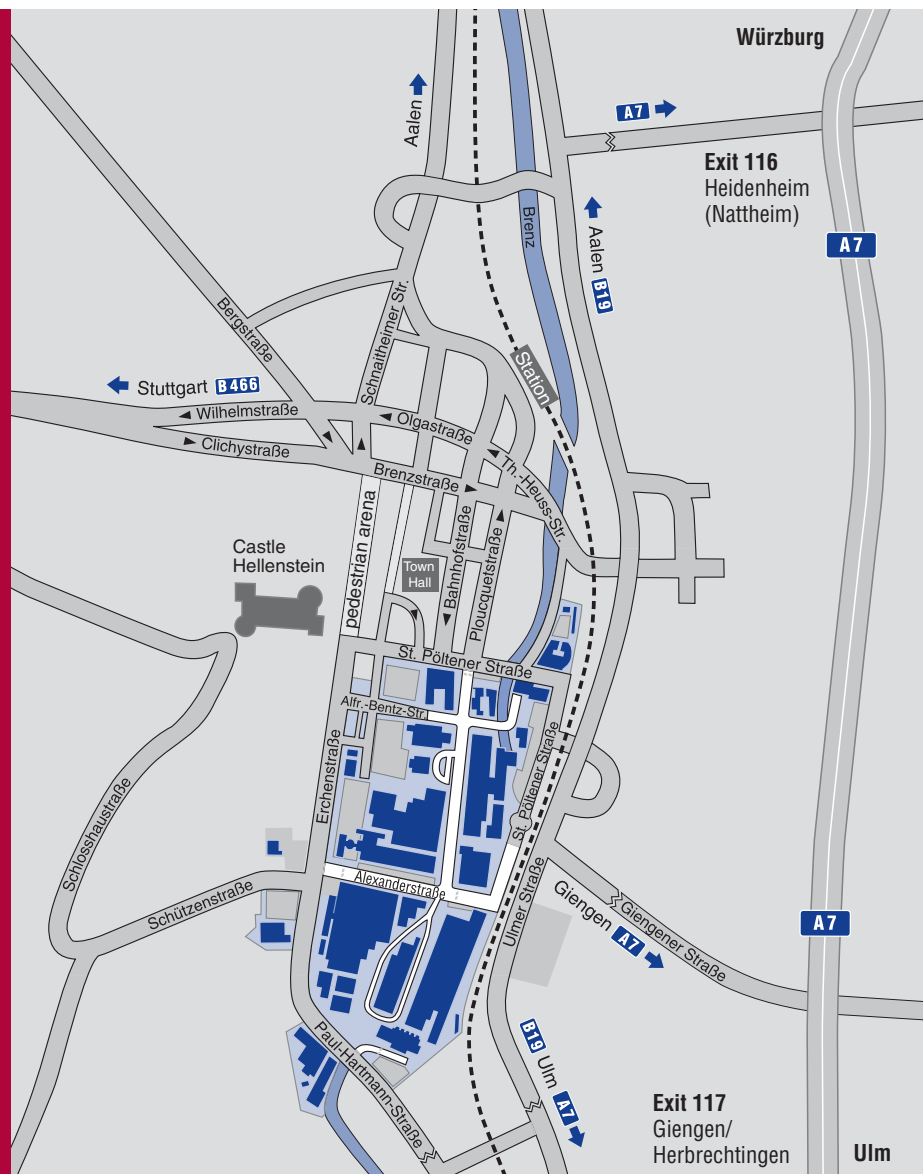 Würzburg
Aalen
A7
Exit 116
Heidenheim
(Nattheim)
Brenz
Aalen B19
A7
Bergstraße
Schnaitheimer Str.
Station
Stuttgart B 466
Wilhelmstraße
Olgastraße
Clichystraße
Brenzstraße
Th.-Heuss-Str.
pedestrian arena
Castle
Hellenstein
Town
Hall
Bahnhofstraße
Ploucquetstraße
St. Pöltener Straße
Alfr.-Bentz-Str.
Erchenstraße
St. Pöltener Straße
Schlosshaustraße
Alexanderstraße
Schützenstraße
Ulmer Straße
Giengen A7
Giengener Straße
A7
Paul-Hartmann-Straße
B19 Ulm A7
Exit 117
Giengen/
Herbrechtingen
Ulm